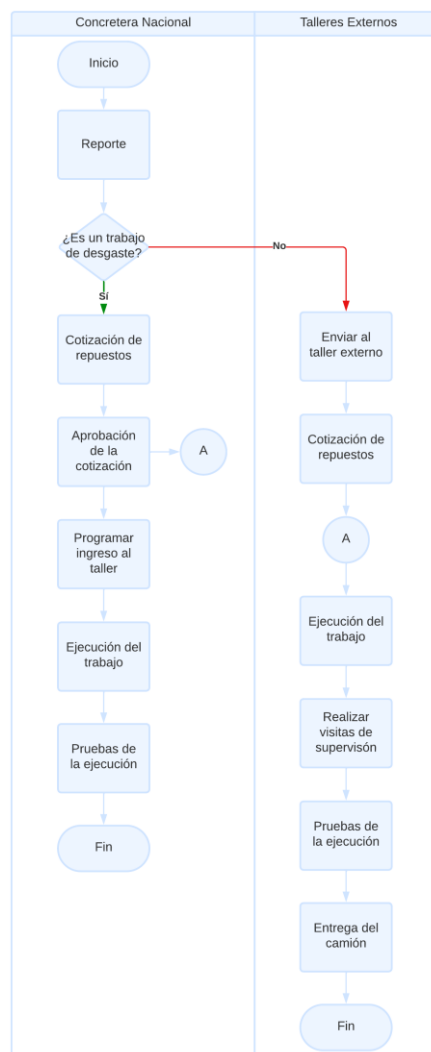 Concretera Nacional
Talleres Externos
Inicio
Reporte
¿Es un trabajo
de desgaste?
No
Sí
Cotización de
repuestos
Aprobación
de la
cotización
A
Programar
ingreso al
taller
Ejecución del
trabajo
Pruebas de
la ejecución
Fin
Enviar al
taller externo
Cotización de
repuestos
A
Ejecución del
trabajo
Realizar
visitas de
supervisón
Pruebas de
la ejecución
Entrega del
camión
Fin